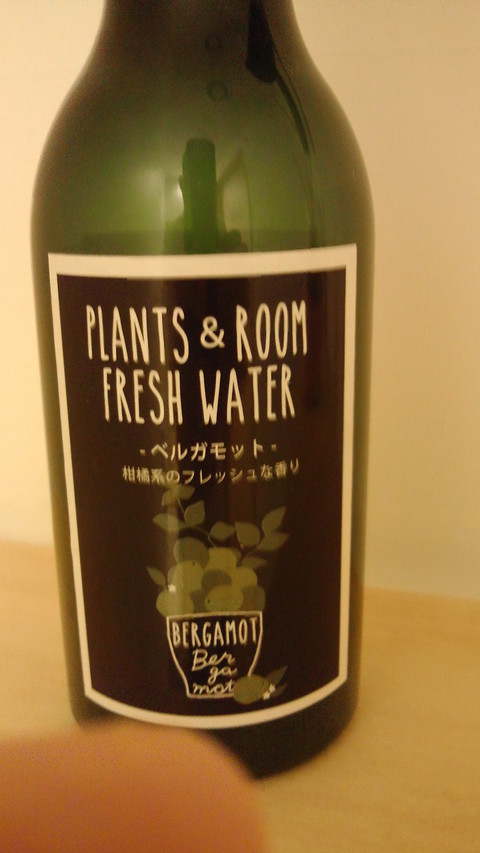 PLANTS & ROOM
FRESH WATER
-ベルガモット-
柑橘系のフレッシュな香り
BERGAMOT
Ber
ga
mot